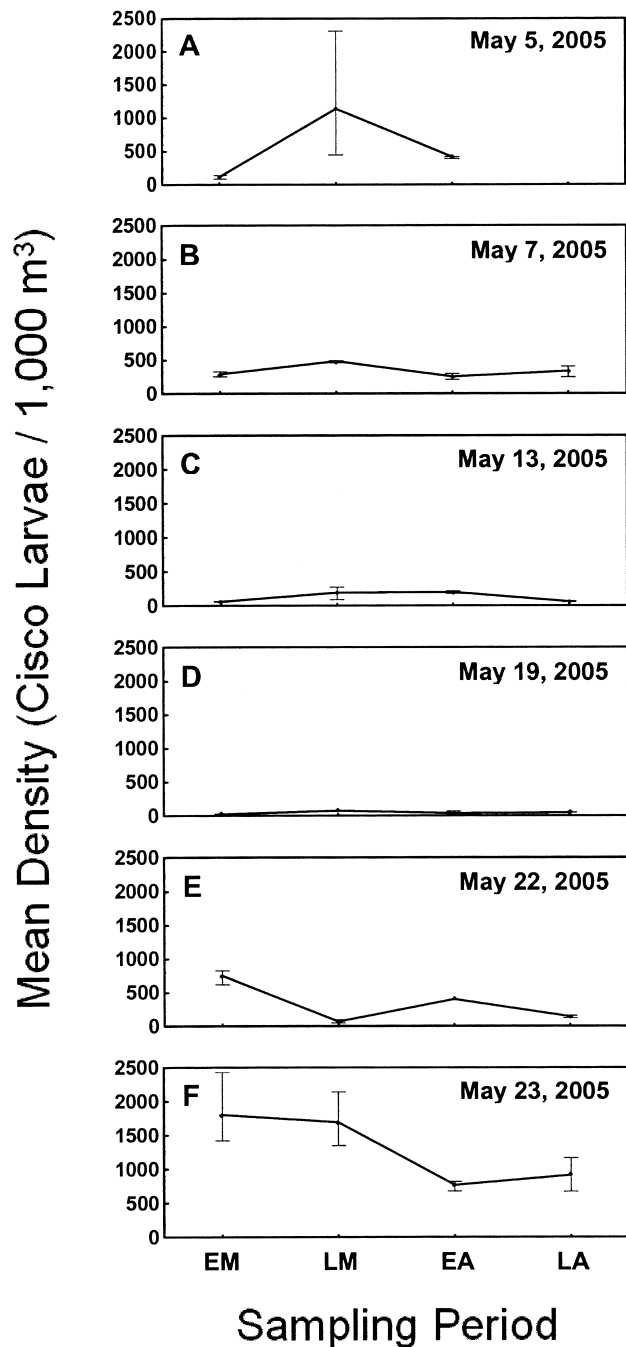 Mean Density (Cisco Larvae / 1,000 m³)
A
May 5, 2005
2500
2000
1500
1000
500
0
B
May 7, 2005
2500
2000
1500
1000
500
0
C
May 13, 2005
2500
2000
1500
1000
500
0
D
May 19, 2005
2500
2000
1500
1000
500
0
E
May 22, 2005
2500
2000
1500
1000
500
0
F
May 23, 2005
2500
2000
1500
1000
500
0
EM LM EA LA
Sampling Period